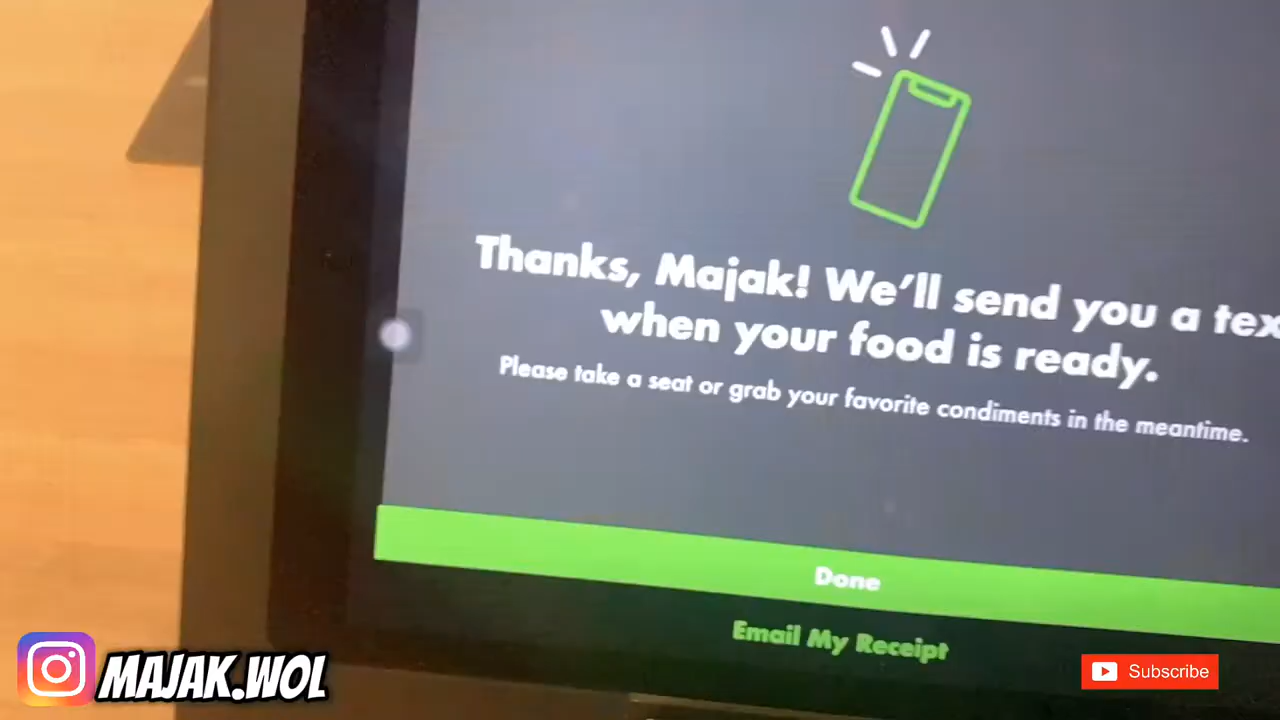 Thanks, Majak! We'll send you a
when your food is ready.
Please take a seat or grab your favorite condiments in the meantime.
Done
Email My Receipt
MAJAK.WOL
Subscribe